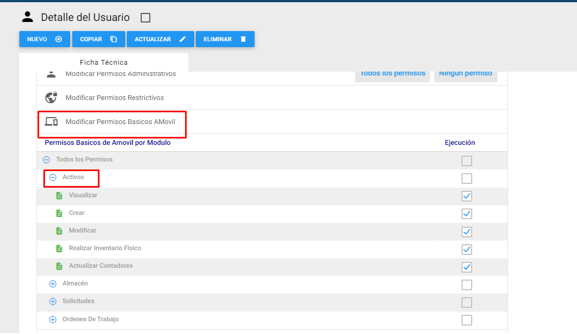 Detalle del Usuario
NUEVO COPIAR ACTUALIZAR ELIMINAR
Ficha Técnica
Modificar Permisos Administrativos Todos los permisos Ningún permiso
Modificar Permisos Restrictivos
Modificar Permisos Basicos AMovil
Permisos Basicos de Amovil por Modulo Ejecución
Todos los Permisos
Activos
Visualizar
Crear
Modificar
Realizar Inventario Fisico
Actualizar Contadores
Almacén
Solicitudes
Ordenes De Trabajo